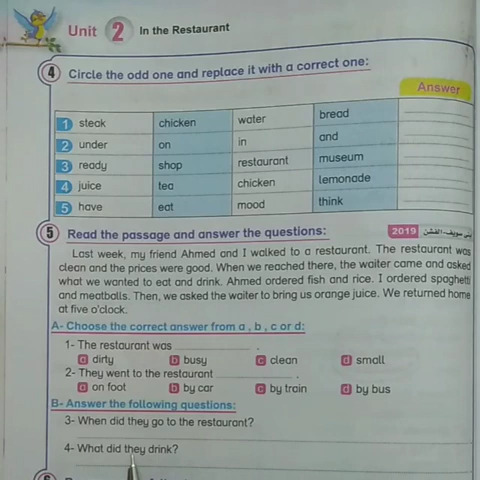 Unit 2 In the Restaurant
4 Circle the odd one and replace it with a correct one:
Answer
1 steak chicken water bread
2 under on in and
3 ready shop restaurant museum
4 juice tea chicken lemonade
5 have eat mood think
5 Read the passage and answer the questions: 2019 بني سويف-الفشن
Last week, my friend Ahmed and I walked to a restaurant. The restaurant was
clean and the prices were good. When we reached there, the waiter came and asked
what we wanted to eat and drink. Ahmed ordered fish and rice. I ordered spaghetti
and meatballs. Then, we asked the waiter to bring us orange juice. We returned home
at five o'clock.
A- Choose the correct answer from a , b , c or d:
1- The restaurant was ____________ .
a dirty b busy c clean d small
2- They went to the restaurant ____________ .
a on foot b by car c by train d by bus
B- Answer the following questions:
3- When did they go to the restaurant?
4- What did they drink?